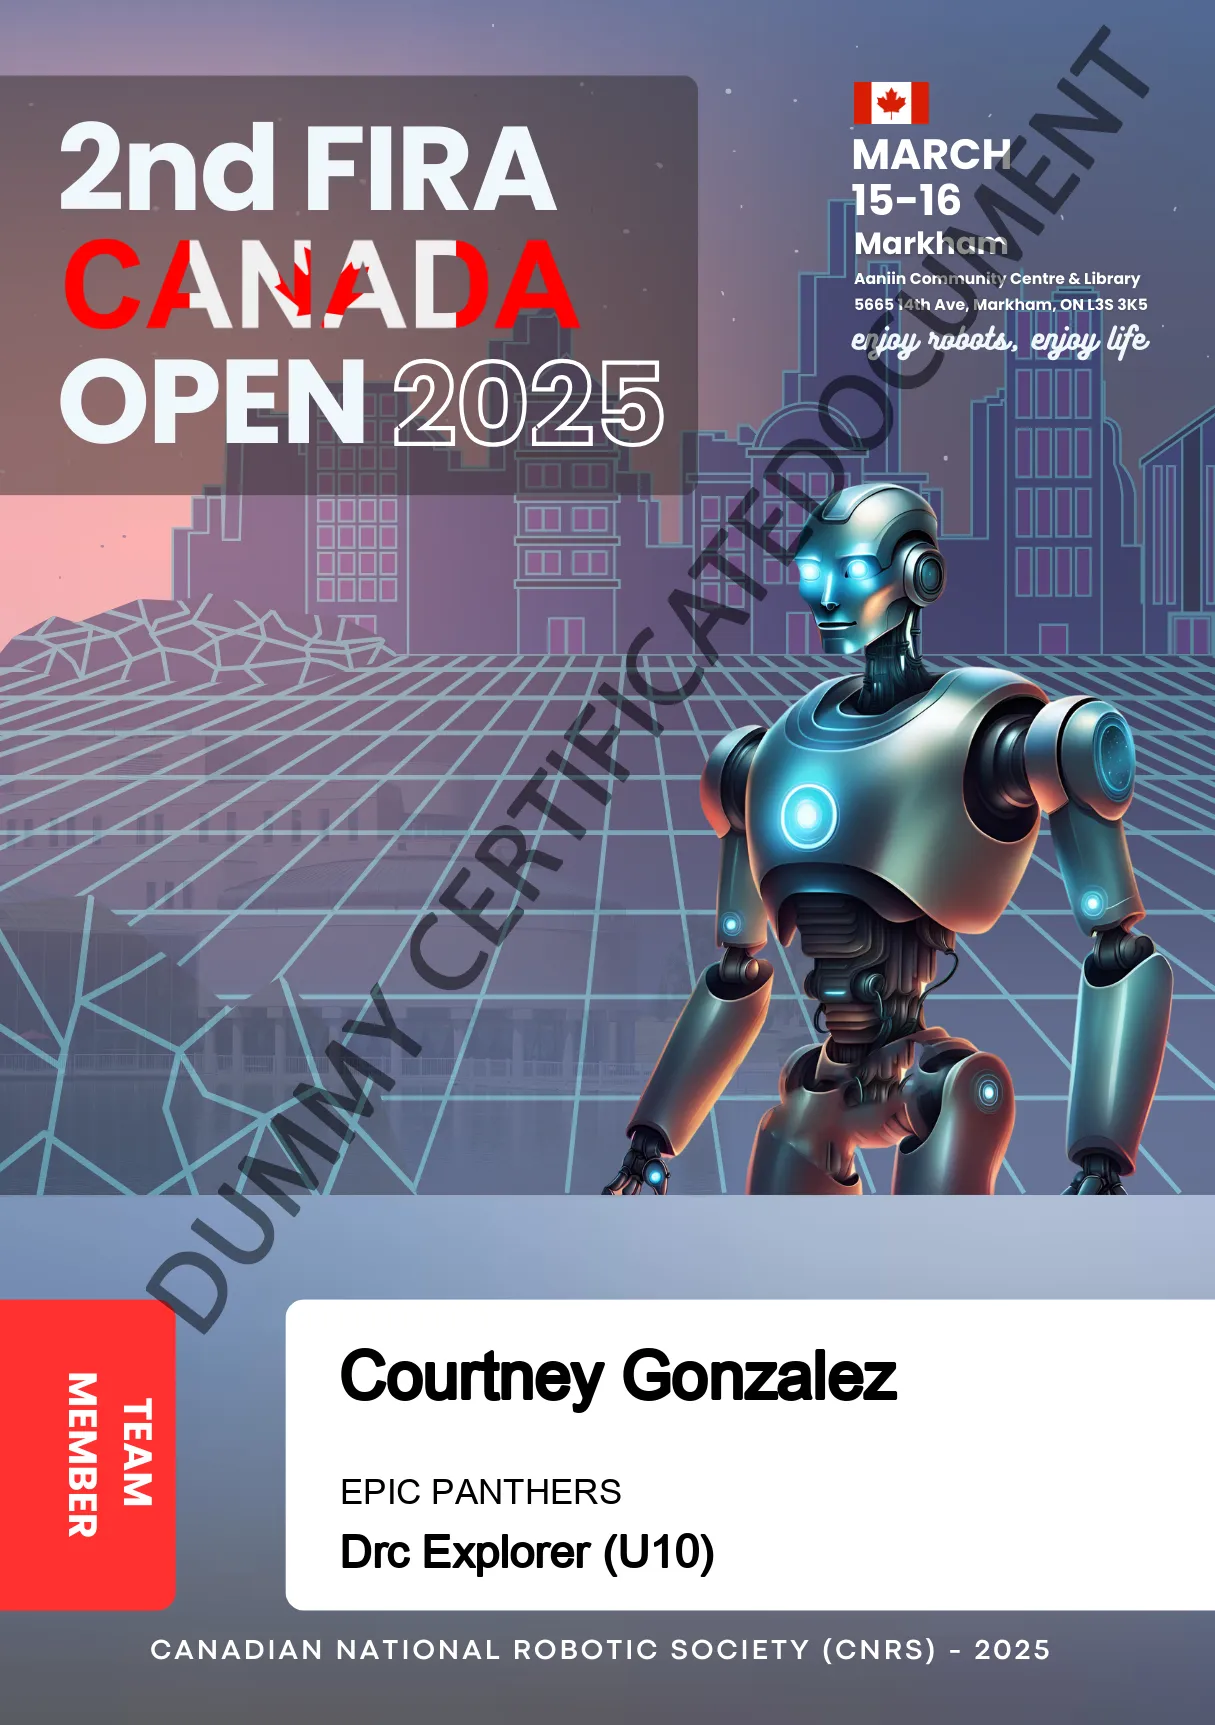 2nd FIRA
CANADA
OPEN 2025
MARCH
15-16
Markham
Aaniin Community Centre & Library
5665 14th Ave, Markham, ON L3S 3K5
enjoy robots, enjoy life
DUMMY CERTIFICATEDOCUMENT
TEAM
MEMBER
Courtney Gonzalez
EPIC PANTHERS
Drc Explorer (U10)
CANADIAN NATIONAL ROBOTIC SOCIETY (CNRS) - 2025